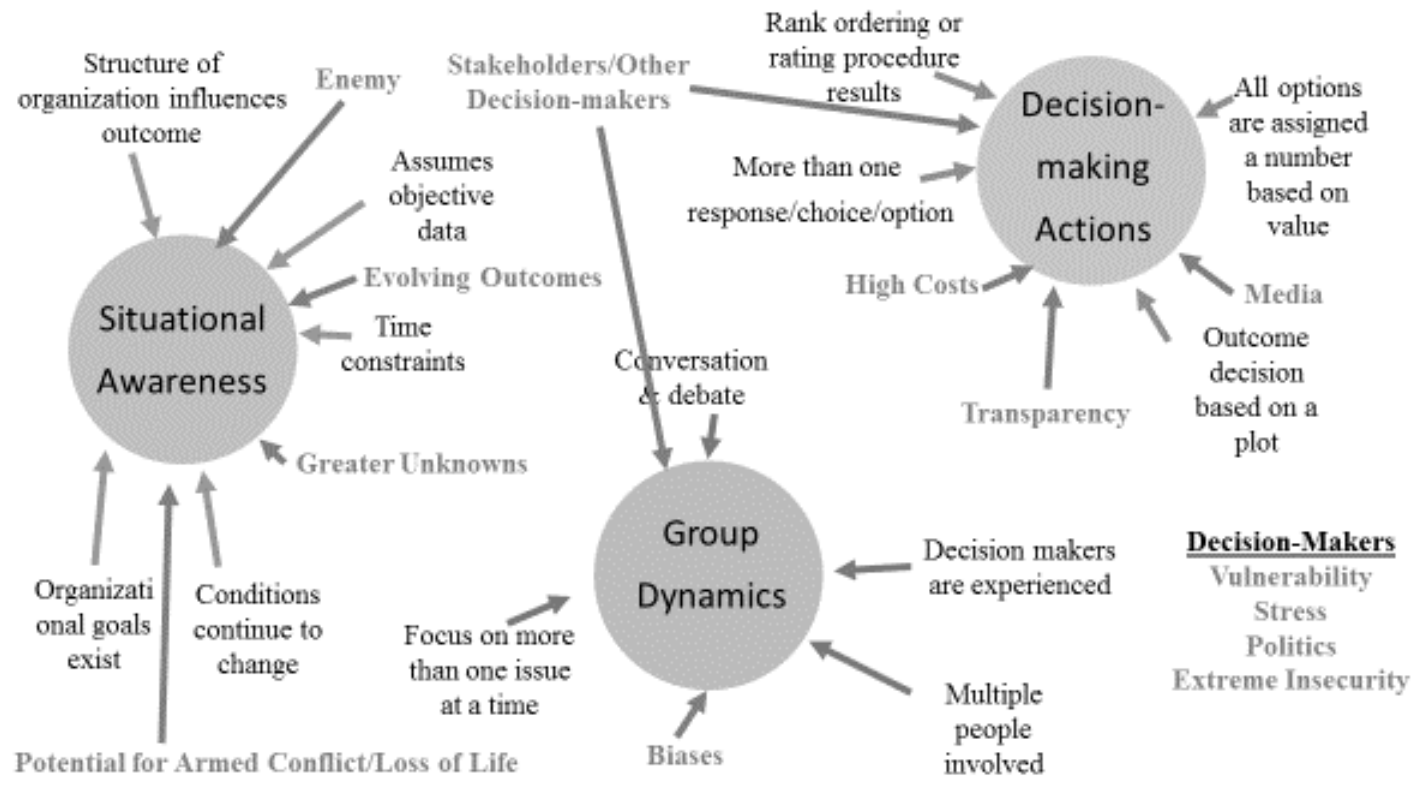 Structure of
organization influences
outcome
Enemy
Stakeholders/Other
Decision-makers
Rank ordering or
rating procedure
results
Decision-
making
Actions
All options
are assigned
a number
based on
value
Assumes
objective
data
More than one
response/choice/option
Evolving Outcomes
High Costs
Media
Situational
Awareness
Time
constraints
Conversation
& debate
Transparency
Outcome
decision
based on a
plot
Greater Unknowns
Group
Dynamics
Organizati
onal goals
exist
Conditions
continue to
change
Focus on more
than one issue
at a time
Decision makers
are experienced
Decision-Makers
Vulnerability
Stress
Politics
Extreme Insecurity
Multiple
people
involved
Biases
Potential for Armed Conflict/Loss of Life